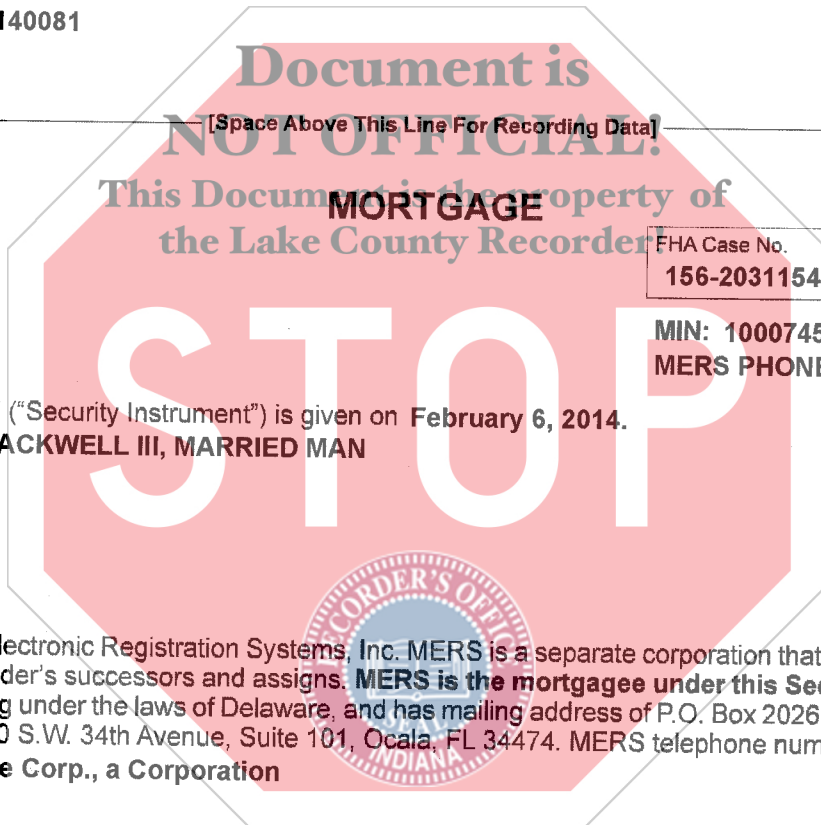 140081
Document is
[Space Above This Line For Recording Data]
NOT OFFICIAL!
This Document is the property of
MORTGAGE
the Lake County Recorder!
FHA Case No.
156-2031154
MIN: 1000745
MERS PHONE
STOP
("Security Instrument") is given on February 6, 2014.
ACKWELL III, MARRIED MAN
RECORDER'S OFFICE
lectronic Registration Systems, Inc. MERS is a separate corporation that
der's successors and assigns. MERS is the mortgagee under this Sec
g under the laws of Delaware, and has mailing address of P.O. Box 2026
0 S.W. 34th Avenue, Suite 101, Ocala, FL 34474. MERS telephone num
SEAL
INDIANA
e Corp., a Corporation